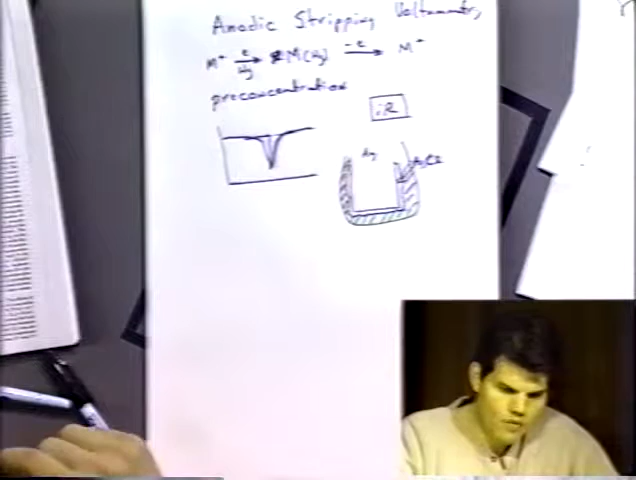 Anodic Stripping Voltammetry
M⁺ e/Hg → M(Hg) -e → M⁺
preconcentration
iR
Hg